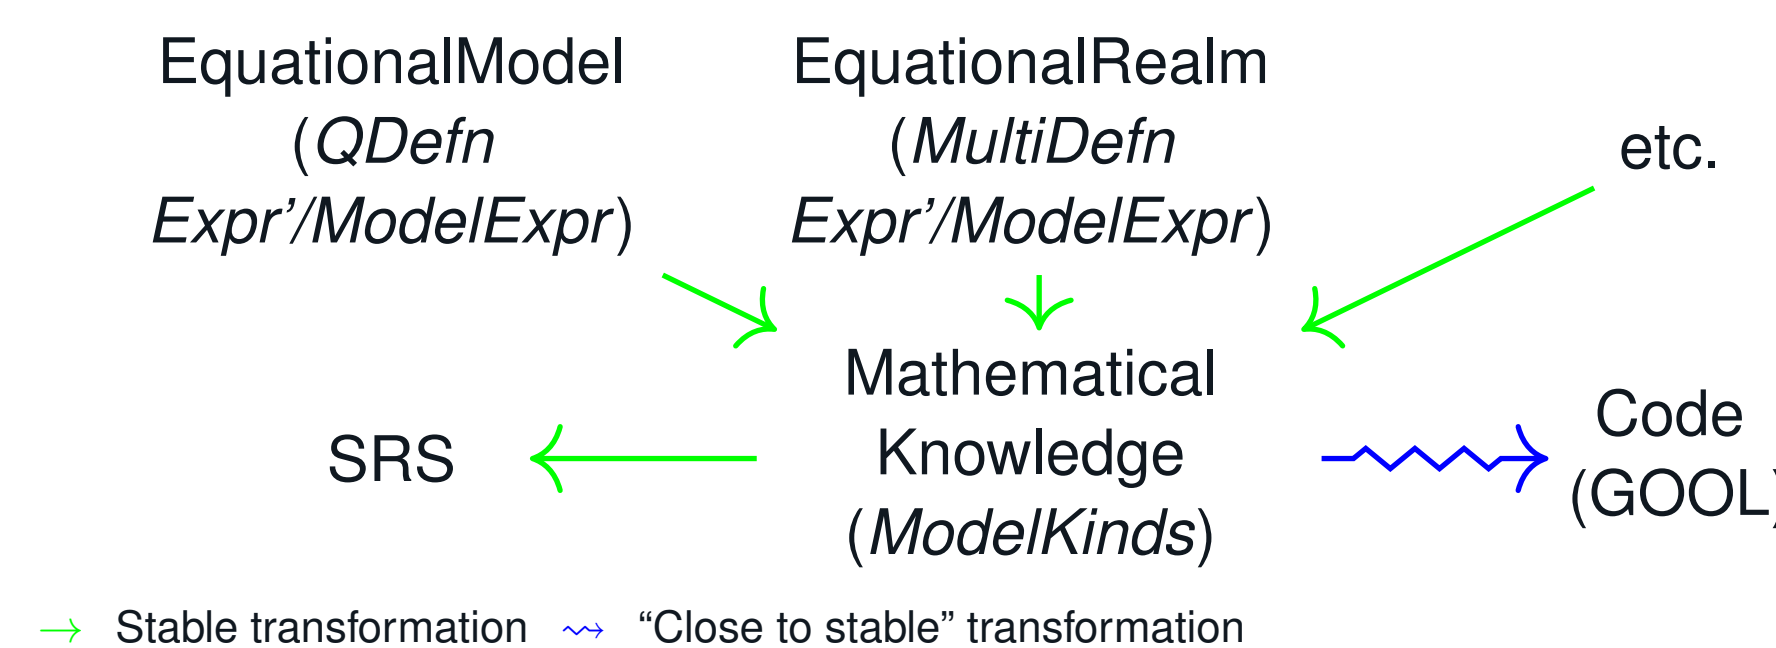 EquationalModel
(QDefn
Expr’/ModelExpr)
EquationalRealm
(MultiDefn
Expr’/ModelExpr)
etc.
Mathematical
Knowledge
(ModelKinds)
SRS
Code
(GOOL)
→ Stable transformation ⇝ “Close to stable” transformation